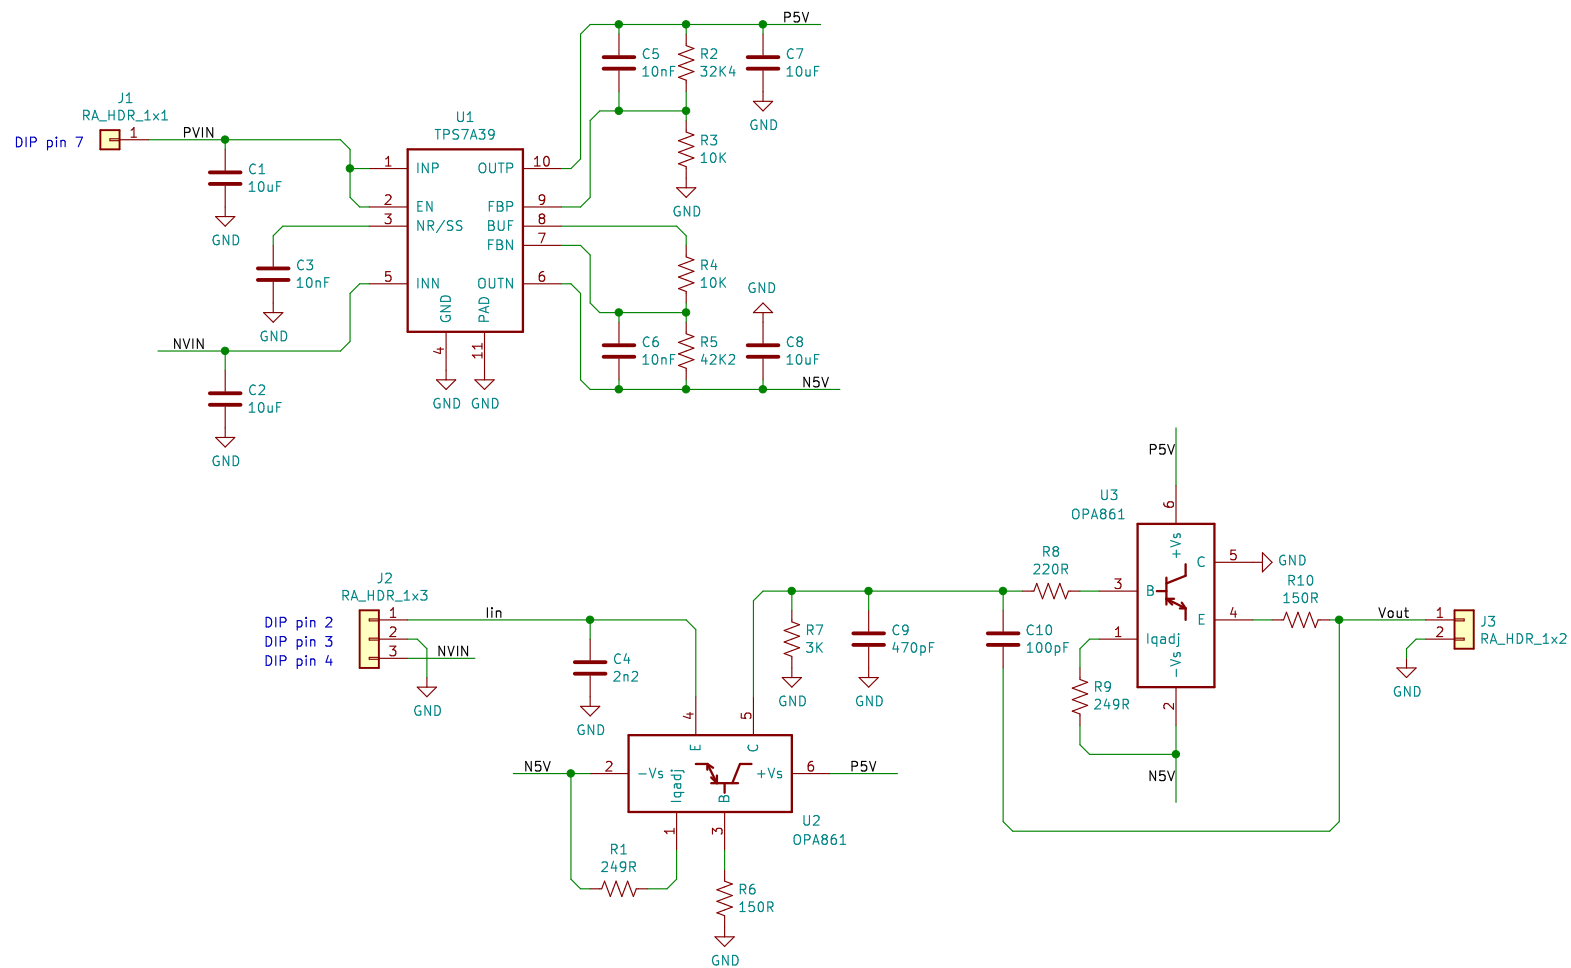 P5V
C5
10nF
R2
32K4
C7
10uF
GND
J1
RA_HDR_1x1
DIP pin 7
1
PVIN
C1
10uF
GND
U1
TPS7A39
1
INP
OUTP
10
2
EN
FBP
9
3
NR/SS
BUF
8
FBN
7
5
INN
OUTN
6
GND
PAD
4
11
GND
GND
R3
10K
GND
C3
10nF
GND
R4
10K
GND
NVIN
C2
10uF
GND
C6
10nF
R5
42K2
C8
10uF
N5V
P5V
U3
OPA861
6
+Vs
C
5
GND
3
B
E
4
1
Iqadj
-Vs
2
R8
220R
R10
150R
Vout
1
2
J3
RA_HDR_1x2
GND
R9
249R
N5V
J2
RA_HDR_1x3
DIP pin 2
DIP pin 3
DIP pin 4
1
2
3
Iin
NVIN
GND
C4
2n2
GND
R7
3K
GND
C9
470pF
GND
C10
100pF
4
5
E
C
N5V
2
-Vs
Iqadj
B
+Vs
6
P5V
U2
OPA861
1
3
R1
249R
R6
150R
GND